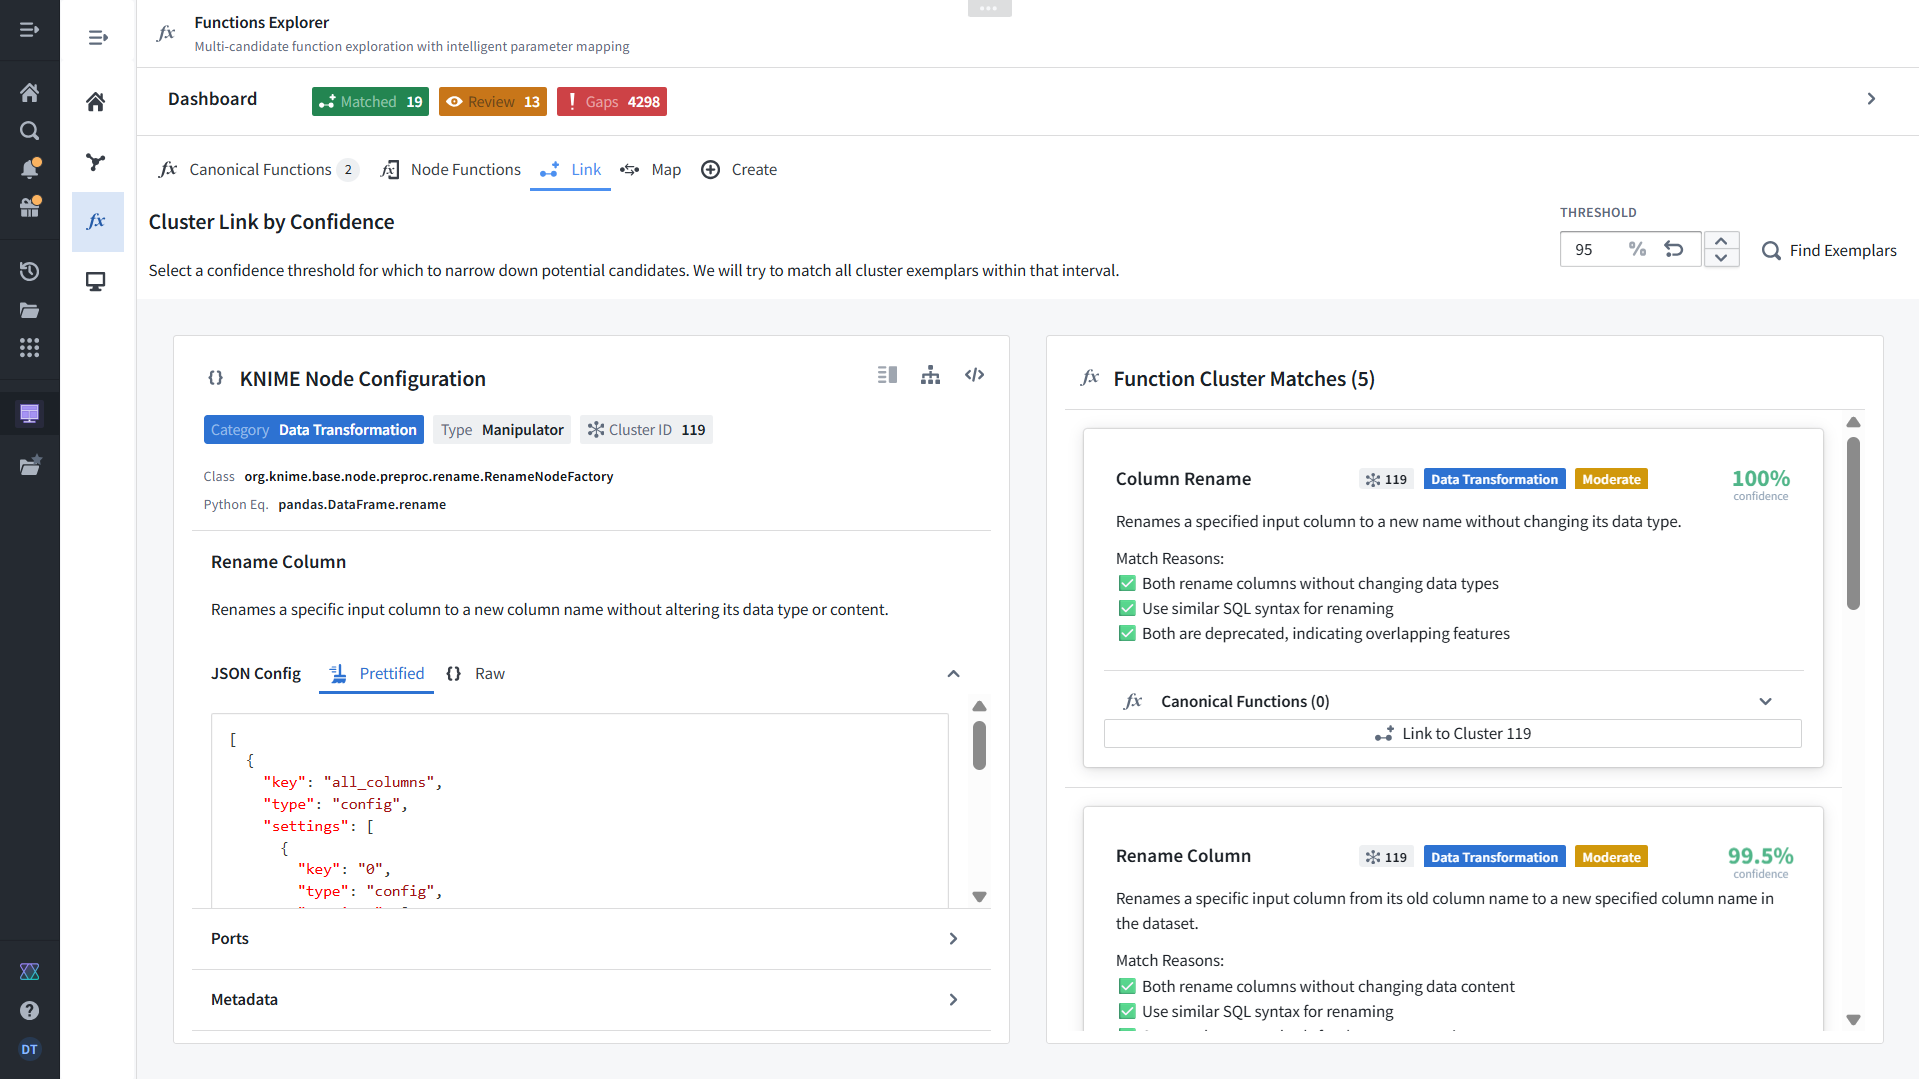 Functions Explorer
Multi-candidate function exploration with intelligent parameter mapping
Dashboard
Matched 19
Review 13
Gaps 4298
Canonical Functions 2
Node Functions
Link
Map
Create
Cluster Link by Confidence
Select a confidence threshold for which to narrow down potential candidates. We will try to match all cluster exemplars within that interval.
THRESHOLD
95 %
Find Exemplars
KNIME Node Configuration
Category Data Transformation
Type Manipulator
Cluster ID 119
Class org.knime.base.node.preproc.rename.RenameNodeFactory
Python Eq. pandas.DataFrame.rename
Rename Column
Renames a specific input column to a new column name without altering its data type or content.
JSON Config
Prettified
{} Raw
[
{
"key": "all_columns",
"type": "config",
"settings": [
{
"key": "0",
"type": "config",
Ports
Metadata
Function Cluster Matches (5)
Column Rename
119
Data Transformation
Moderate
100%
confidence
Renames a specified input column to a new name without changing its data type.
Match Reasons:
✅ Both rename columns without changing data types
✅ Use similar SQL syntax for renaming
✅ Both are deprecated, indicating overlapping features
fx Canonical Functions (0)
Link to Cluster 119
Rename Column
119
Data Transformation
Moderate
99.5%
confidence
Renames a specific input column from its old column name to a new specified column name in
the dataset.
Match Reasons:
✅ Both rename columns without changing data content
✅ Use similar SQL syntax for renaming
DT